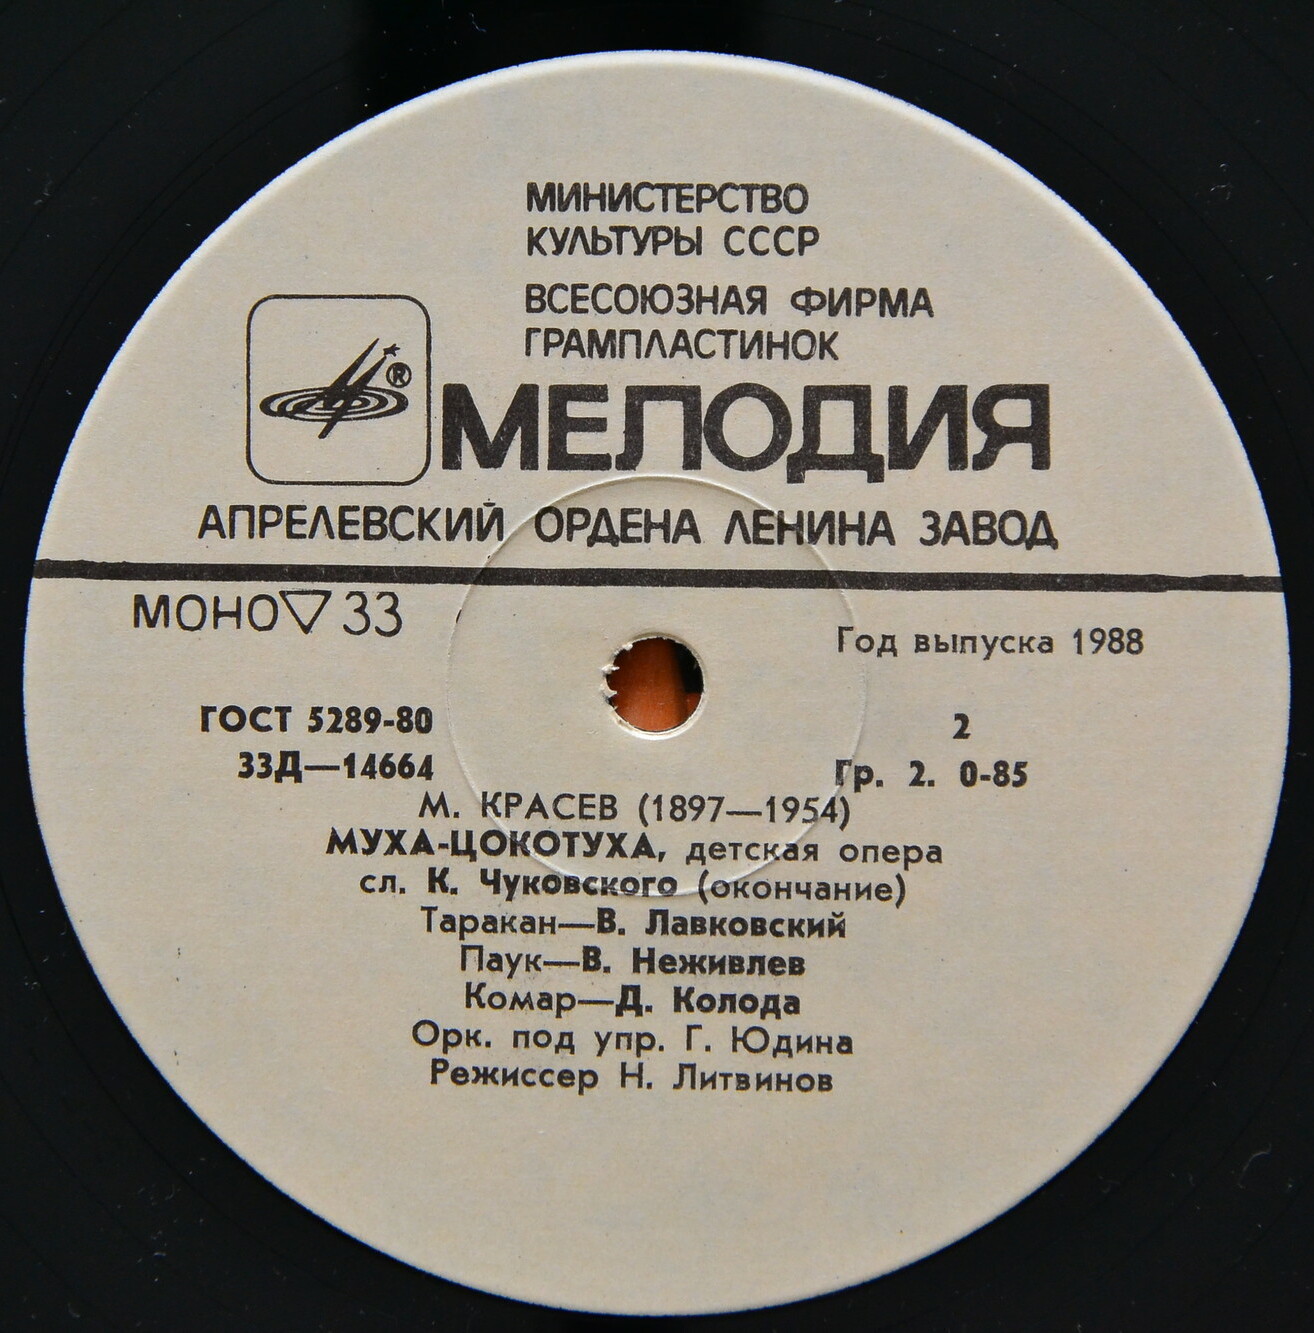 МИНИСТЕРСТВО
КУЛЬТУРЫ СССР
ВСЕСОЮЗНАЯ ФИРМА
ГРАМПЛАСТИНОК
®
МЕЛОДИЯ
АПРЕЛЕВСКИЙ ОРДЕНА ЛЕНИНА ЗАВОД
МОНО▽33
Год выпуска 1988
ГОСТ 5289-80
2
33Д—14664
Гр. 2. 0-85
М. КРАСЕВ (1897—1954)
МУХА-ЦОКОТУХА, детская опера
сл. К. Чуковского (окончание)
Таракан—В. Лавковский
Паук—В. Неживлев
Комар—Д. Колода
Орк. под упр. Г. Юдина
Режиссер Н. Литвинов